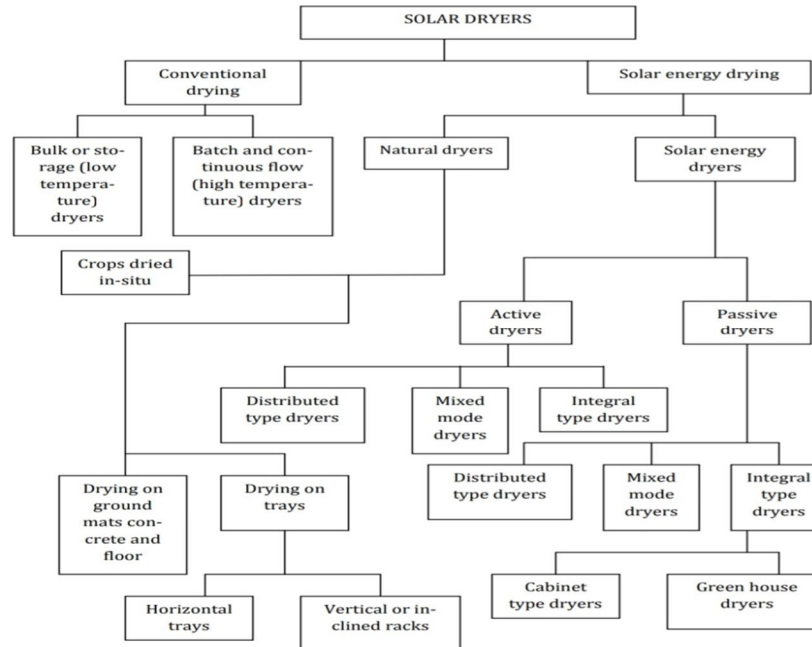 SOLAR DRYERS
Conventional
drying
Solar energy drying
Bulk or sto-
rage (low
tempera-
ture)
dryers
Batch and con-
tinuous flow
(high tempera-
ture) dryers
Natural dryers
Solar energy
dryers
Crops dried
in-situ
Active
dryers
Passive
dryers
Distributed
type dryers
Mixed
mode
dryers
Integral
type dryers
Distributed
type dryers
Mixed
mode
dryers
Integral
type
dryers
Drying on
ground
mats con-
crete and
floor
Drying on
trays
Cabinet
type dryers
Green house
dryers
Horizontal
trays
Vertical or in-
clined racks